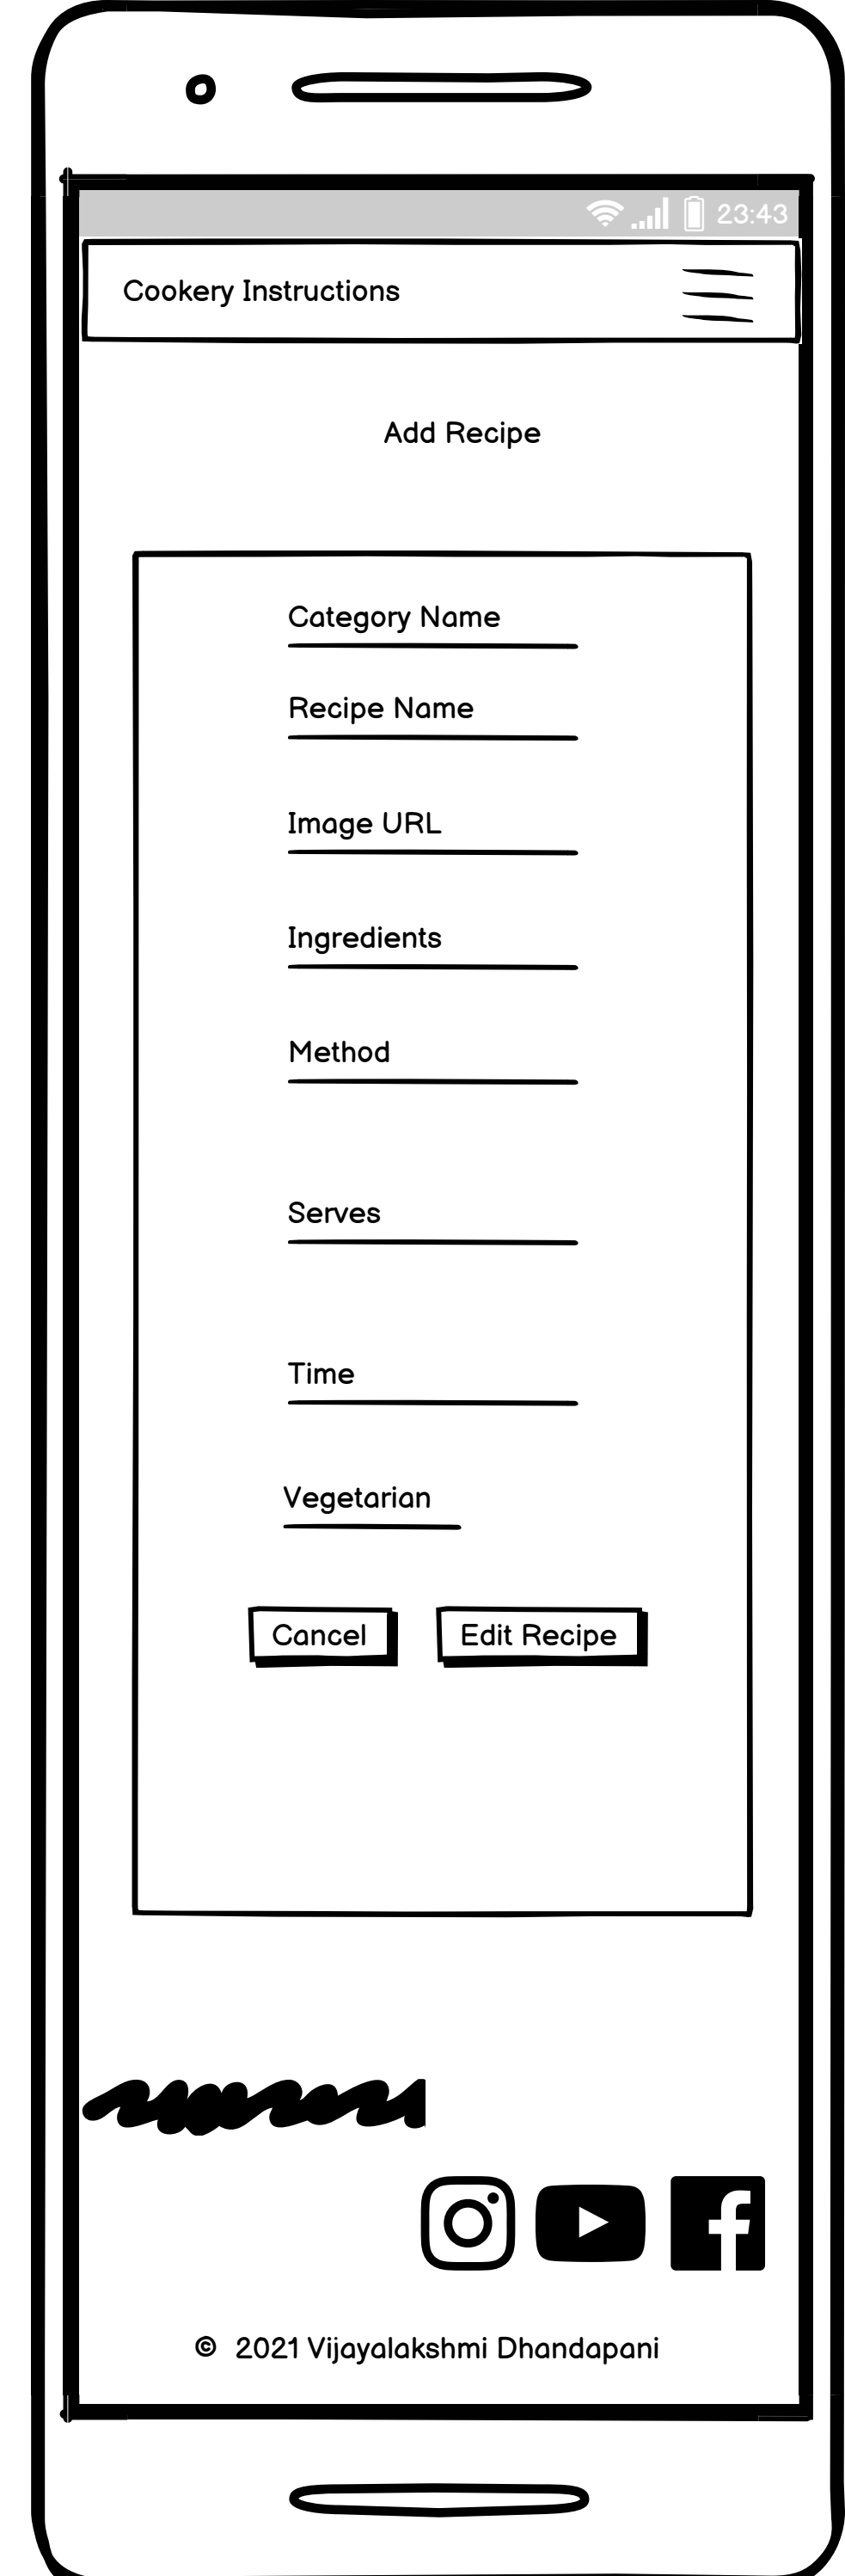 23:43
Cookery Instructions
Add Recipe
Category Name
Recipe Name
Image URL
Ingredients
Method
Serves
Time
Vegetarian
Cancel Edit Recipe
© 2021 Vijayalakshmi Dhandapani